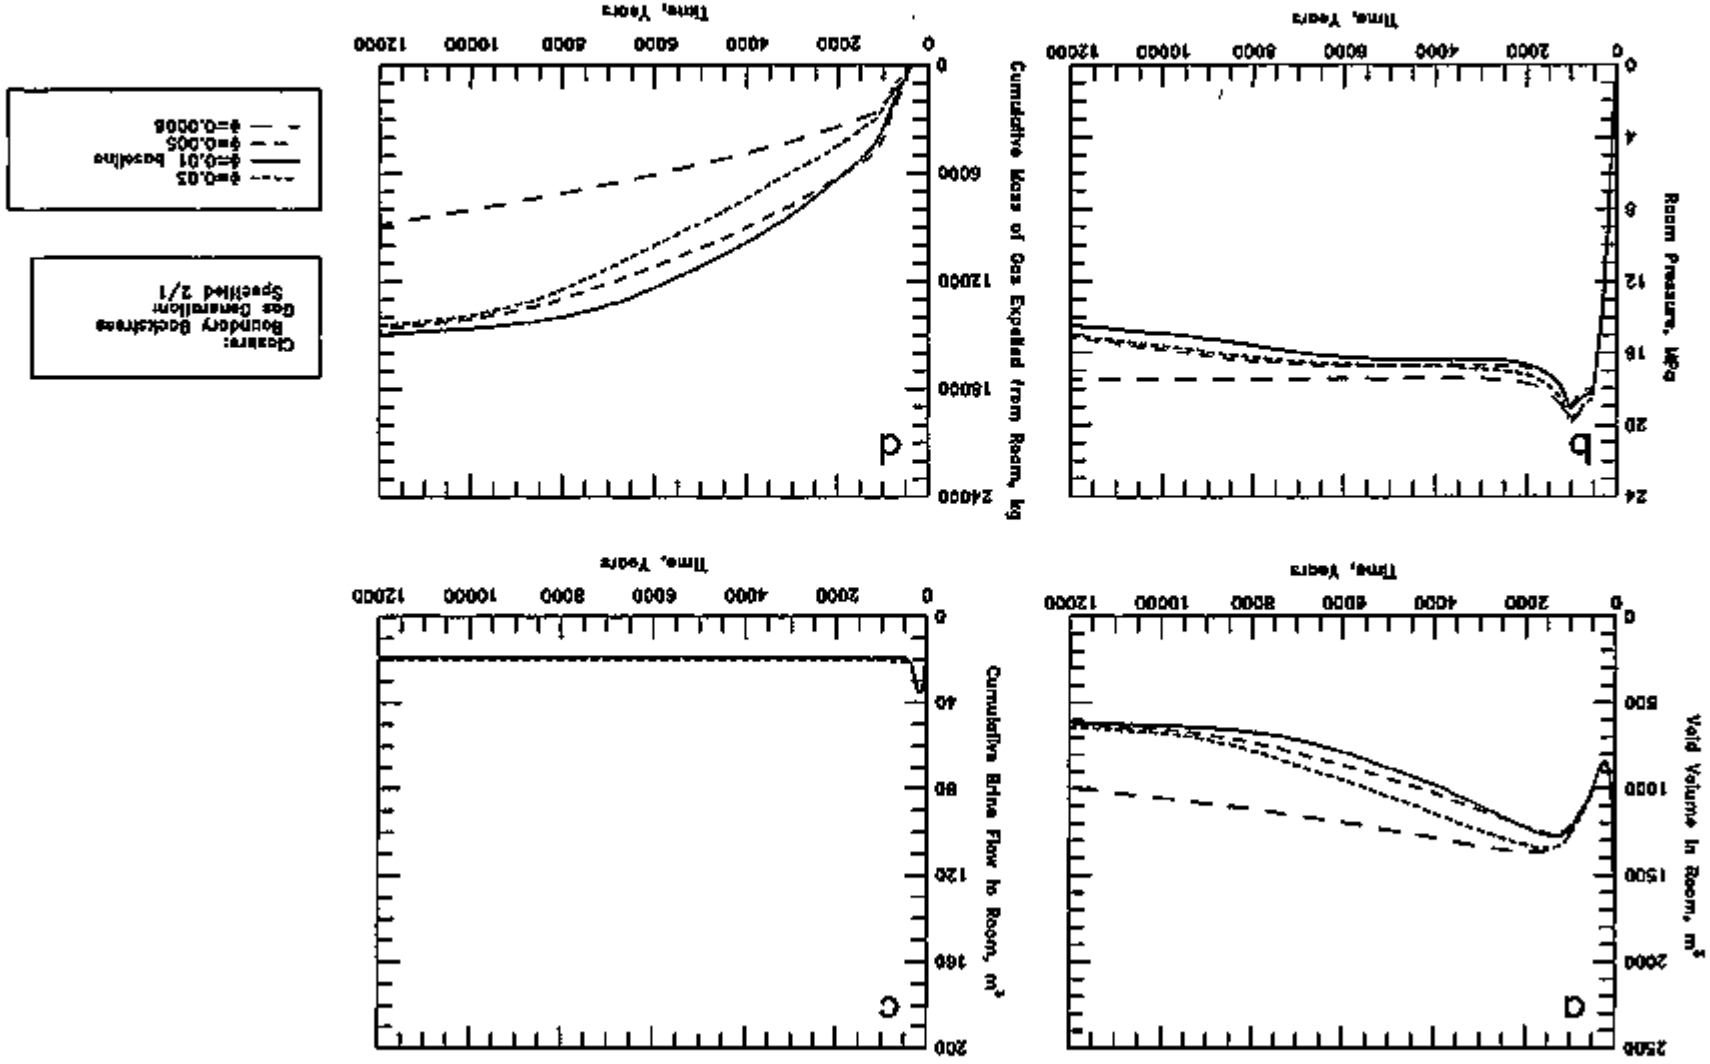 2500
2000
1500
1000
500
0
Void Volume in Room, m³
a
0
2000
4000
6000
8000
10000
12000
Time, Years
200
160
120
80
40
0
Cumulative Brine Flow to Room, m³
c
0
2000
4000
6000
8000
10000
12000
Time, Years
24
20
16
12
8
4
0
Room Pressure, MPa
b
0
2000
4000
6000
8000
10000
12000
Time, Years
24000
18000
12000
6000
0
Cumulative Mass of Gas Expelled from Room, kg
d
0
2000
4000
6000
8000
10000
12000
Time, Years
Closure:
Boundary Backstress
Gas Generation:
Specified 2/1
ϕ=0.03
ϕ=0.01 baseline
ϕ=0.005